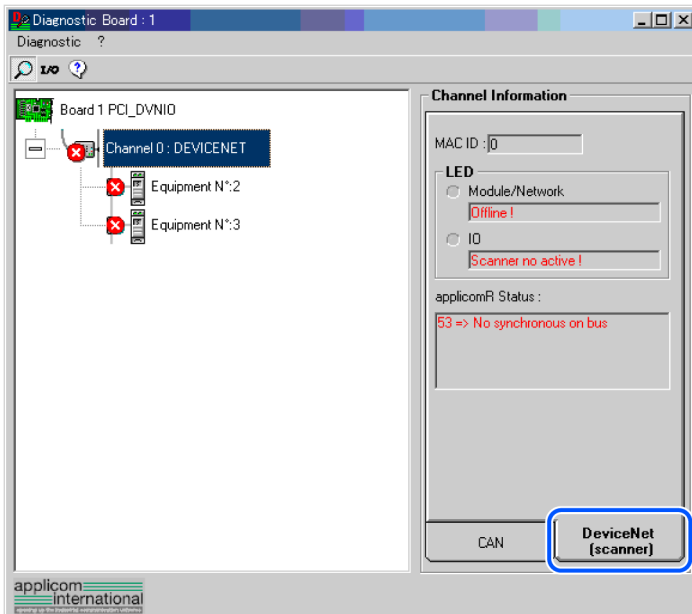 Diagnostic Board : 1
Diagnostic ?
I/O ?
Board 1 PCI_DVNIO
Channel 0 : DEVICENET
Equipment N°:2
Equipment N°:3
Channel Information
MAC ID : 0
LED
Module/Network
Offline !
IO
Scanner no active !
applicomR Status :
53 => No synchronous on bus
CAN
DeviceNet
(scanner)
applicom
international